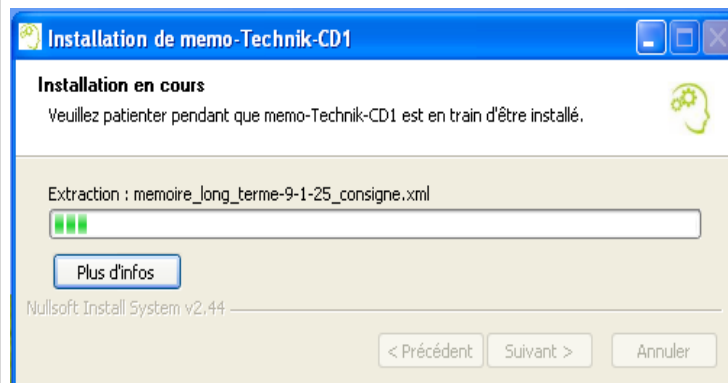 Installation de memo-Technik-CD1
Installation en cours
Veuillez patienter pendant que memo-Technik-CD1 est en train d'être installé.
Extraction : memoire_long_terme-9-1-25_consigne.xml
Plus d'infos
Nullsoft Install System v2.44
< Précédent Suivant > Annuler